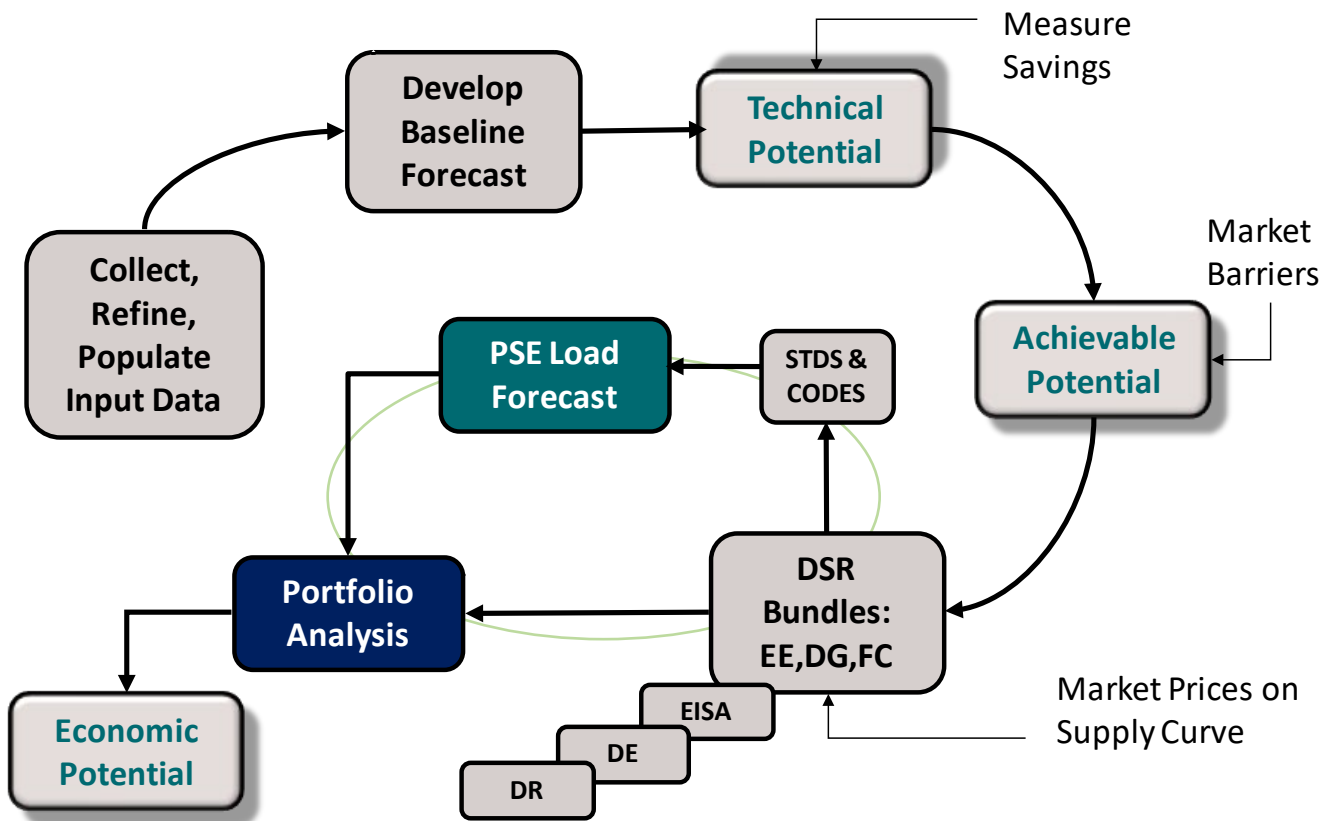 Measure
Savings
Develop
Baseline
Forecast
Technical
Potential
Collect,
Refine,
Populate
Input Data
Market
Barriers
Achievable
Potential
PSE Load
Forecast
STDS &
CODES
Portfolio
Analysis
DSR
Bundles:
EE,DG,FC
Economic
Potential
EISA
DE
DR
Market Prices on
Supply Curve